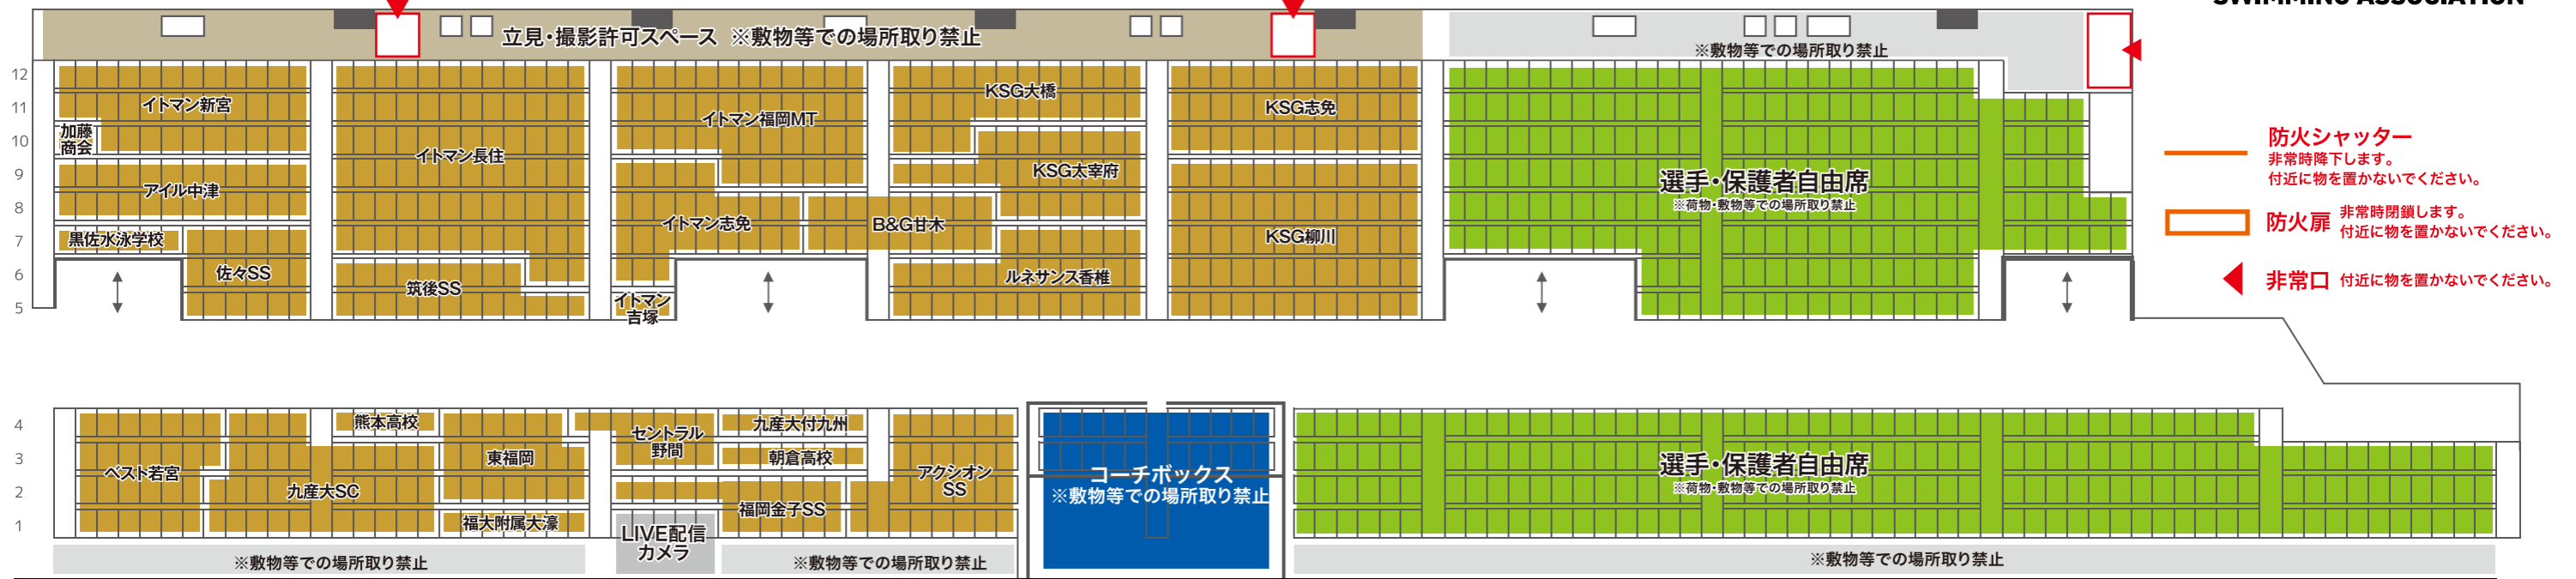 SWIMMING ASSOCIATION
立見・撮影許可スペース ※敷物等での場所取り禁止
※敷物等での場所取り禁止
12
11
10
9
8
7
6
5
イトマン新宮
加藤
商会
アイル中津
黒佐水泳学校
佐々SS
イトマン長住
筑後SS
イトマン福岡MT
イトマン志免
イトマン
吉塚
KSG大橋
KSG太宰府
B&G甘木
ルネサンス香椎
KSG志免
KSG柳川
選手・保護者自由席
※荷物・敷物等での場所取り禁止
防火シャッター
非常時降下します。
付近に物を置かないでください。
防火扉
非常時閉鎖します。
付近に物を置かないでください。
非常口 付近に物を置かないでください。
4
3
2
1
ベスト若宮
九産大SC
熊本高校
東福岡
福大附属大濠
セントラル
野間
九産大付九州
朝倉高校
福岡金子SS
アクシオン
SS
LIVE配信
カメラ
コーチボックス
※敷物等での場所取り禁止
選手・保護者自由席
※荷物・敷物等での場所取り禁止
※敷物等での場所取り禁止
※敷物等での場所取り禁止
※敷物等での場所取り禁止